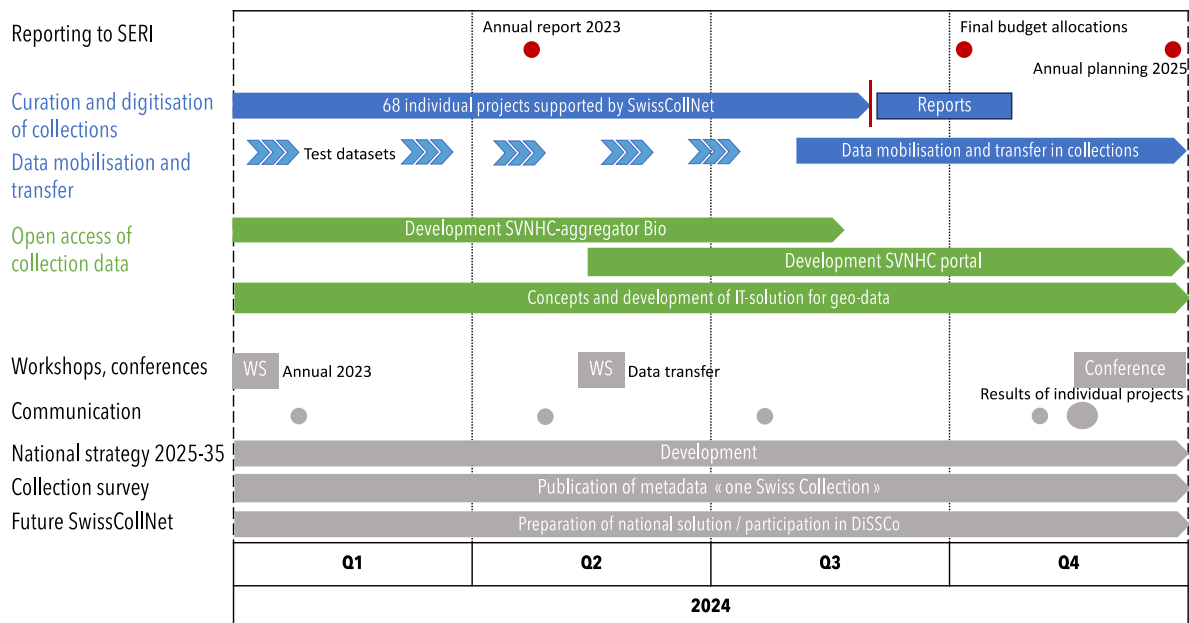 Reporting to SERI
Annual report 2023
Final budget allocations
Annual planning 2025
Curation and digitisation
of collections
68 individual projects supported by SwissCollNet
Reports
Data mobilisation and
transfer
Test datasets
Data mobilisation and transfer in collections
Open access of
collection data
Development SVNHC-aggregator Bio
Development SVNHC portal
Concepts and development of IT-solution for geo-data
Workshops, conferences
WS
Annual 2023
WS
Data transfer
Conference
Results of individual projects
Communication
National strategy 2025-35
Development
Collection survey
Publication of metadata « one Swiss Collection »
Future SwissCollNet
Preparation of national solution / participation in DiSSCo
Q1
Q2
Q3
Q4
2024